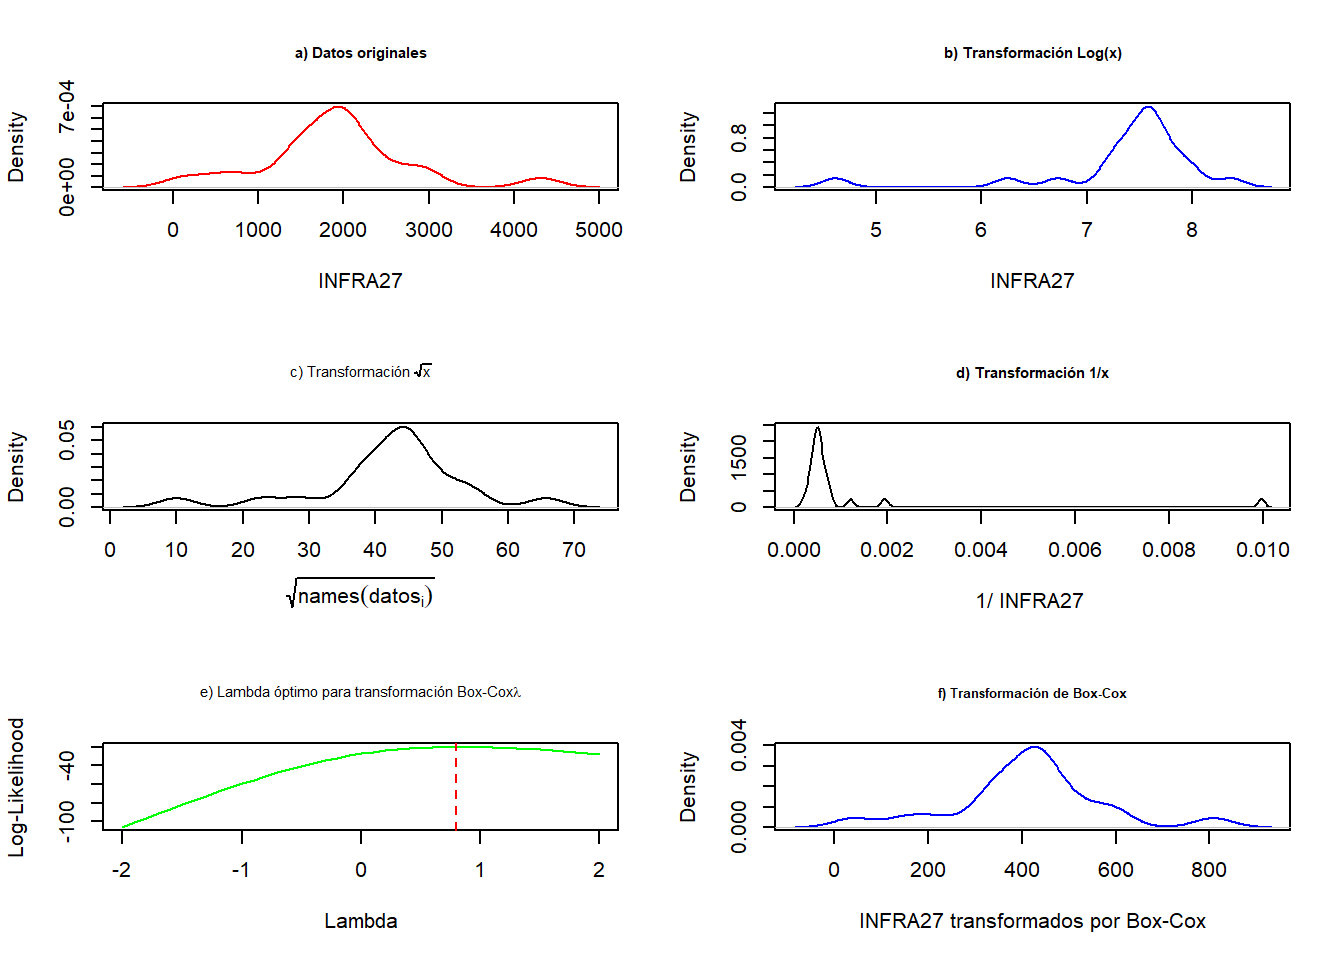 a) Datos originales
Density
0e+00 7e-04
0 1000 2000 3000 4000 5000
INFRA27
b) Transformación Log(x)
Density
0.0 0.8
5 6 7 8
INFRA27
c) Transformación √x
Density
0.00 0.05
0 10 20 30 40 50 60 70
√names(datosi)
d) Transformación 1/x
Density
0 1500
0.000 0.002 0.004 0.006 0.008 0.010
1/ INFRA27
e) Lambda óptimo para transformación Box-Coxλ
Log-Likelihood
-100 -40
-2 -1 0 1 2
Lambda
f) Transformación de Box-Cox
Density
0.000 0.004
0 200 400 600 800
INFRA27 transformados por Box-Cox